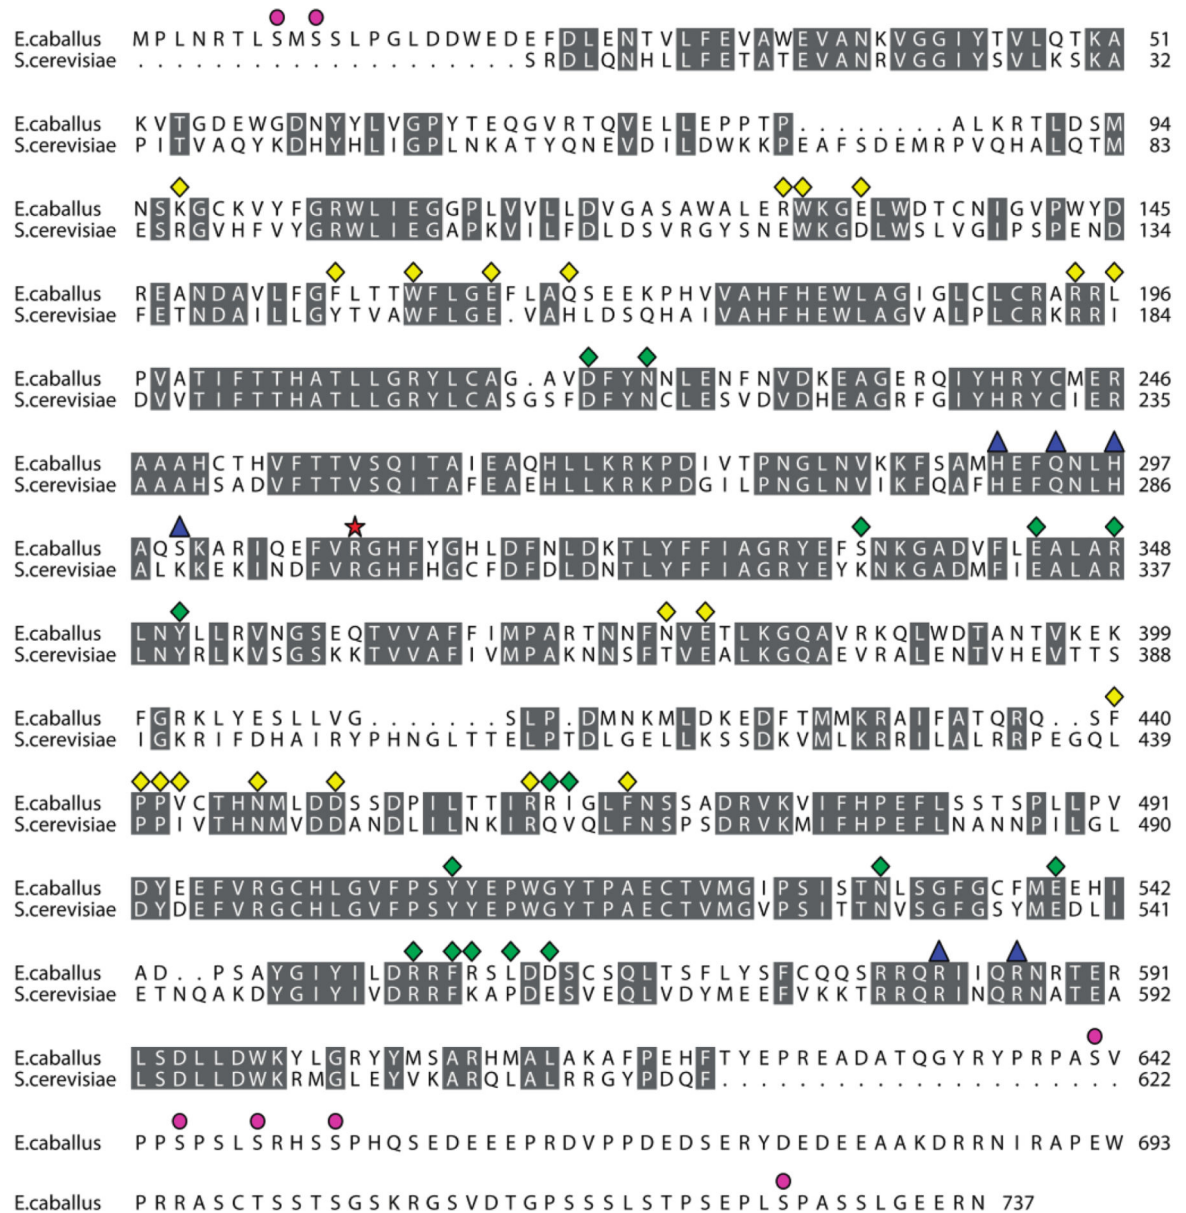 E.caballus MPLNRTLSMSSLPGLDDWEDEFDLENTVLFEVAWEVANKVGGIYTVLQTKA 51
S.cerevisiae ....................SRDLQNHLLFETATEVANRVGGIYSVLKSKA 32
E.caballus KVTGDEWGDNYYLVGPYTEQGVRTQVELLEPPTP........ALKRTLDSM 94
S.cerevisiae PITVAQYKDHYHLIGPLNKATYQNEVDILDWKKPEAFSDEMRPVQHALQTM 83
E.caballus NSKGCKVYFGRWLIEGGPLVVLLDVGASAWALERWKGELWDTCNIGVPWYD 145
S.cerevisiae ESRGVHFVYGRWLIEGAPKVILFDLDSVRGYSNEWKGDLWSLVGIPSPEND 134
E.caballus REANDAVLFGFLTTWFLGEFLAQSEEKPHVVAHFHEWLAGIGLCLCRARRL 196
S.cerevisiae FETNDAILLGYTVAWFLGE.VAHLDSQHAIVAHFHEWLAGVALPLCRKRRI 184
E.caballus PVATIFTTHATLLGRYLCAG.AVDFYNNLENFNVDKEAGERQIYHRYCMER 246
S.cerevisiae DVVTIFTTHATLLGRYLCASGSFDFYNCLESVDVDHEAGRFGIYHRYCIER 235
E.caballus AAAHCTHVFTTVSQITAIEAQHLLKRKPDIVTPNGLNVKKFSAMHEFQNLH 297
S.cerevisiae AAAHSADVFTTVSQITAFEAEHLLKRKPDGILPNGLNVIKFQAFHEFQNLH 286
E.caballus AQSKARIQEFVRGHFYGHLDFNLDKTLYFFIAGRYEFSNKGADVFLEALAR 348
S.cerevisiae ALKKEKINDFVRGHFHGCFDFDLDNTLYFFIAGRYEYKNKGADMFIEALAR 337
E.caballus LNYLLRVNGSEQTVVAFFIMPARTNNFNVETLKGQAVRKQLWDTANTVKEK 399
S.cerevisiae LNYRLKVSGSKKTVVAFIVMPAKNNSFTVEALKGQAEVRALENTVHEVTTS 388
E.caballus FGRKLYESLLVG.......SLP.DMNKMLDKEDFTMMKRAIFATQRQ..SF 440
S.cerevisiae IGKRIFDHAIRYPHNGLTTELPTDLGELLKSSDKVMLKRRILALRRPEGQL 439
E.caballus PPVCTHNMLDDSSDPILTTIRRIGLFNSSADRVKVIFHPEFLSSTSPLLPV 491
S.cerevisiae PPIVTHNMVDDANDLILNKIRQVQLFNSPSDRVKMIFHPEFLNANNPILGL 490
E.caballus DYEEFVRGCHLGVFPSYYEPWGYTPAECTVMGIPSISTNLSGFGCFMEEHI 542
S.cerevisiae DYDEFVRGCHLGVFPSYYEPWGYTPAECTVMGVPSITTNVSGFGSYMEDLI 541
E.caballus AD..PSAYGIYILDRRFRSLDDSCSQLTSFLYSFCQQSRRQRIIQRNRTER 591
S.cerevisiae ETNQAKDYGIYIVDRRFKAPDESVEQLVDYMEEFVKKTRRQRINQRNATEA 592
E.caballus LSDLLDWKYLGRYYMSARHMALAKAFPEHFTYEPREADATQGYRYPRPASV 642
S.cerevisiae LSDLLDWKRMGLEYVKARQLALRRGYPDQF..................... 622
E.caballus PPSPSLSRHSSPHQSEDEEEPRDVPPDEDSERYDEDEEAAKDRRNIRAPEW 693
E.caballus PRRASCTSSTSGSKRGSVDTGPSSSLSTPSEPLSPASSLGEERN 737